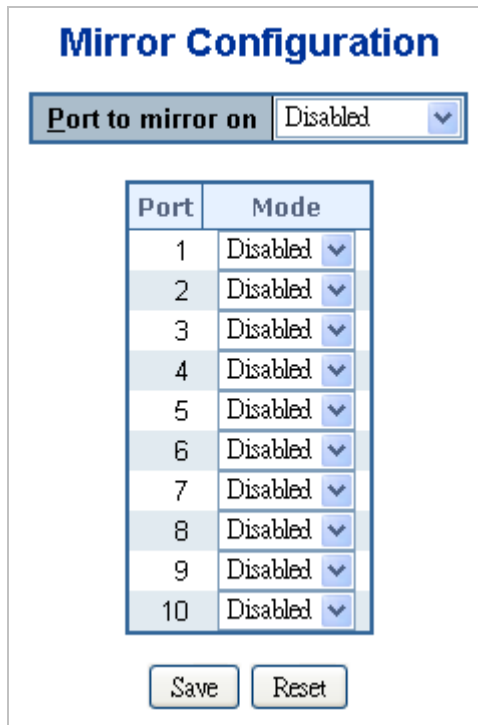 Mirror Configuration
Port to mirror on Disabled
Port Mode
1 Disabled
2 Disabled
3 Disabled
4 Disabled
5 Disabled
6 Disabled
7 Disabled
8 Disabled
9 Disabled
10 Disabled
Save Reset